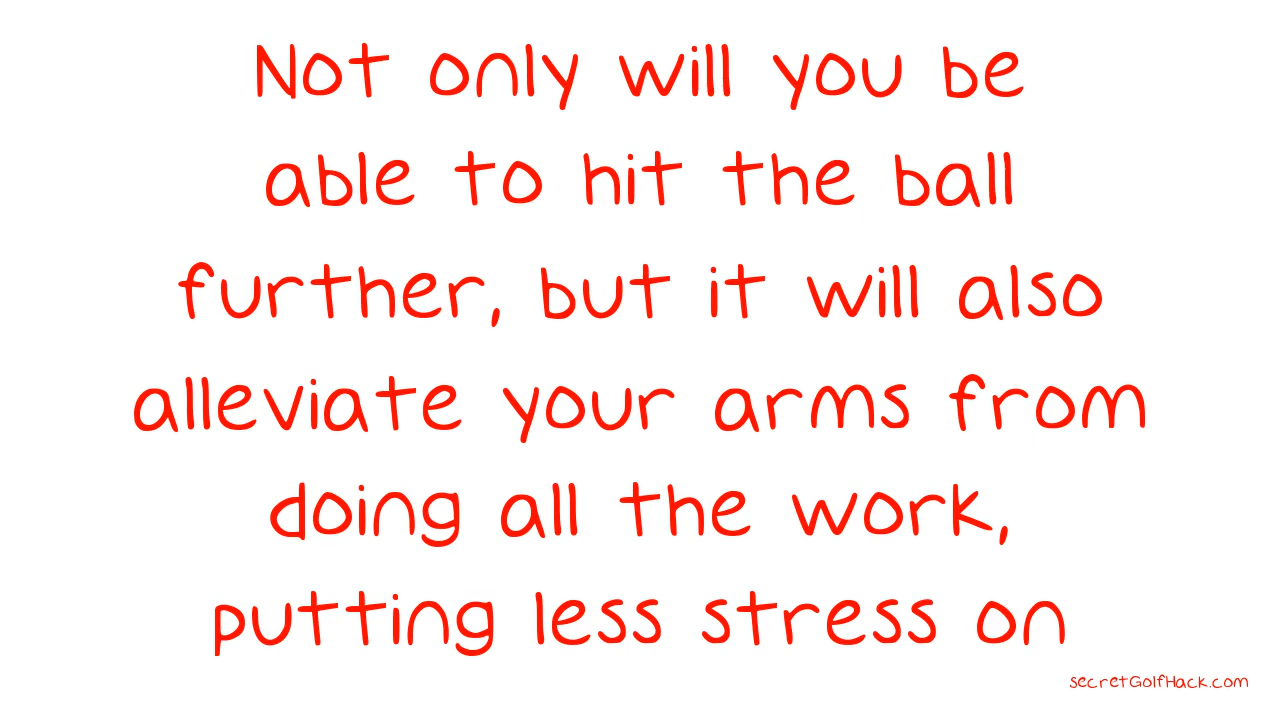 Not only will you be
able to hit the ball
further, but it will also
alleviate your arms from
doing all the work,
putting less stress on
secretGolfHack.com